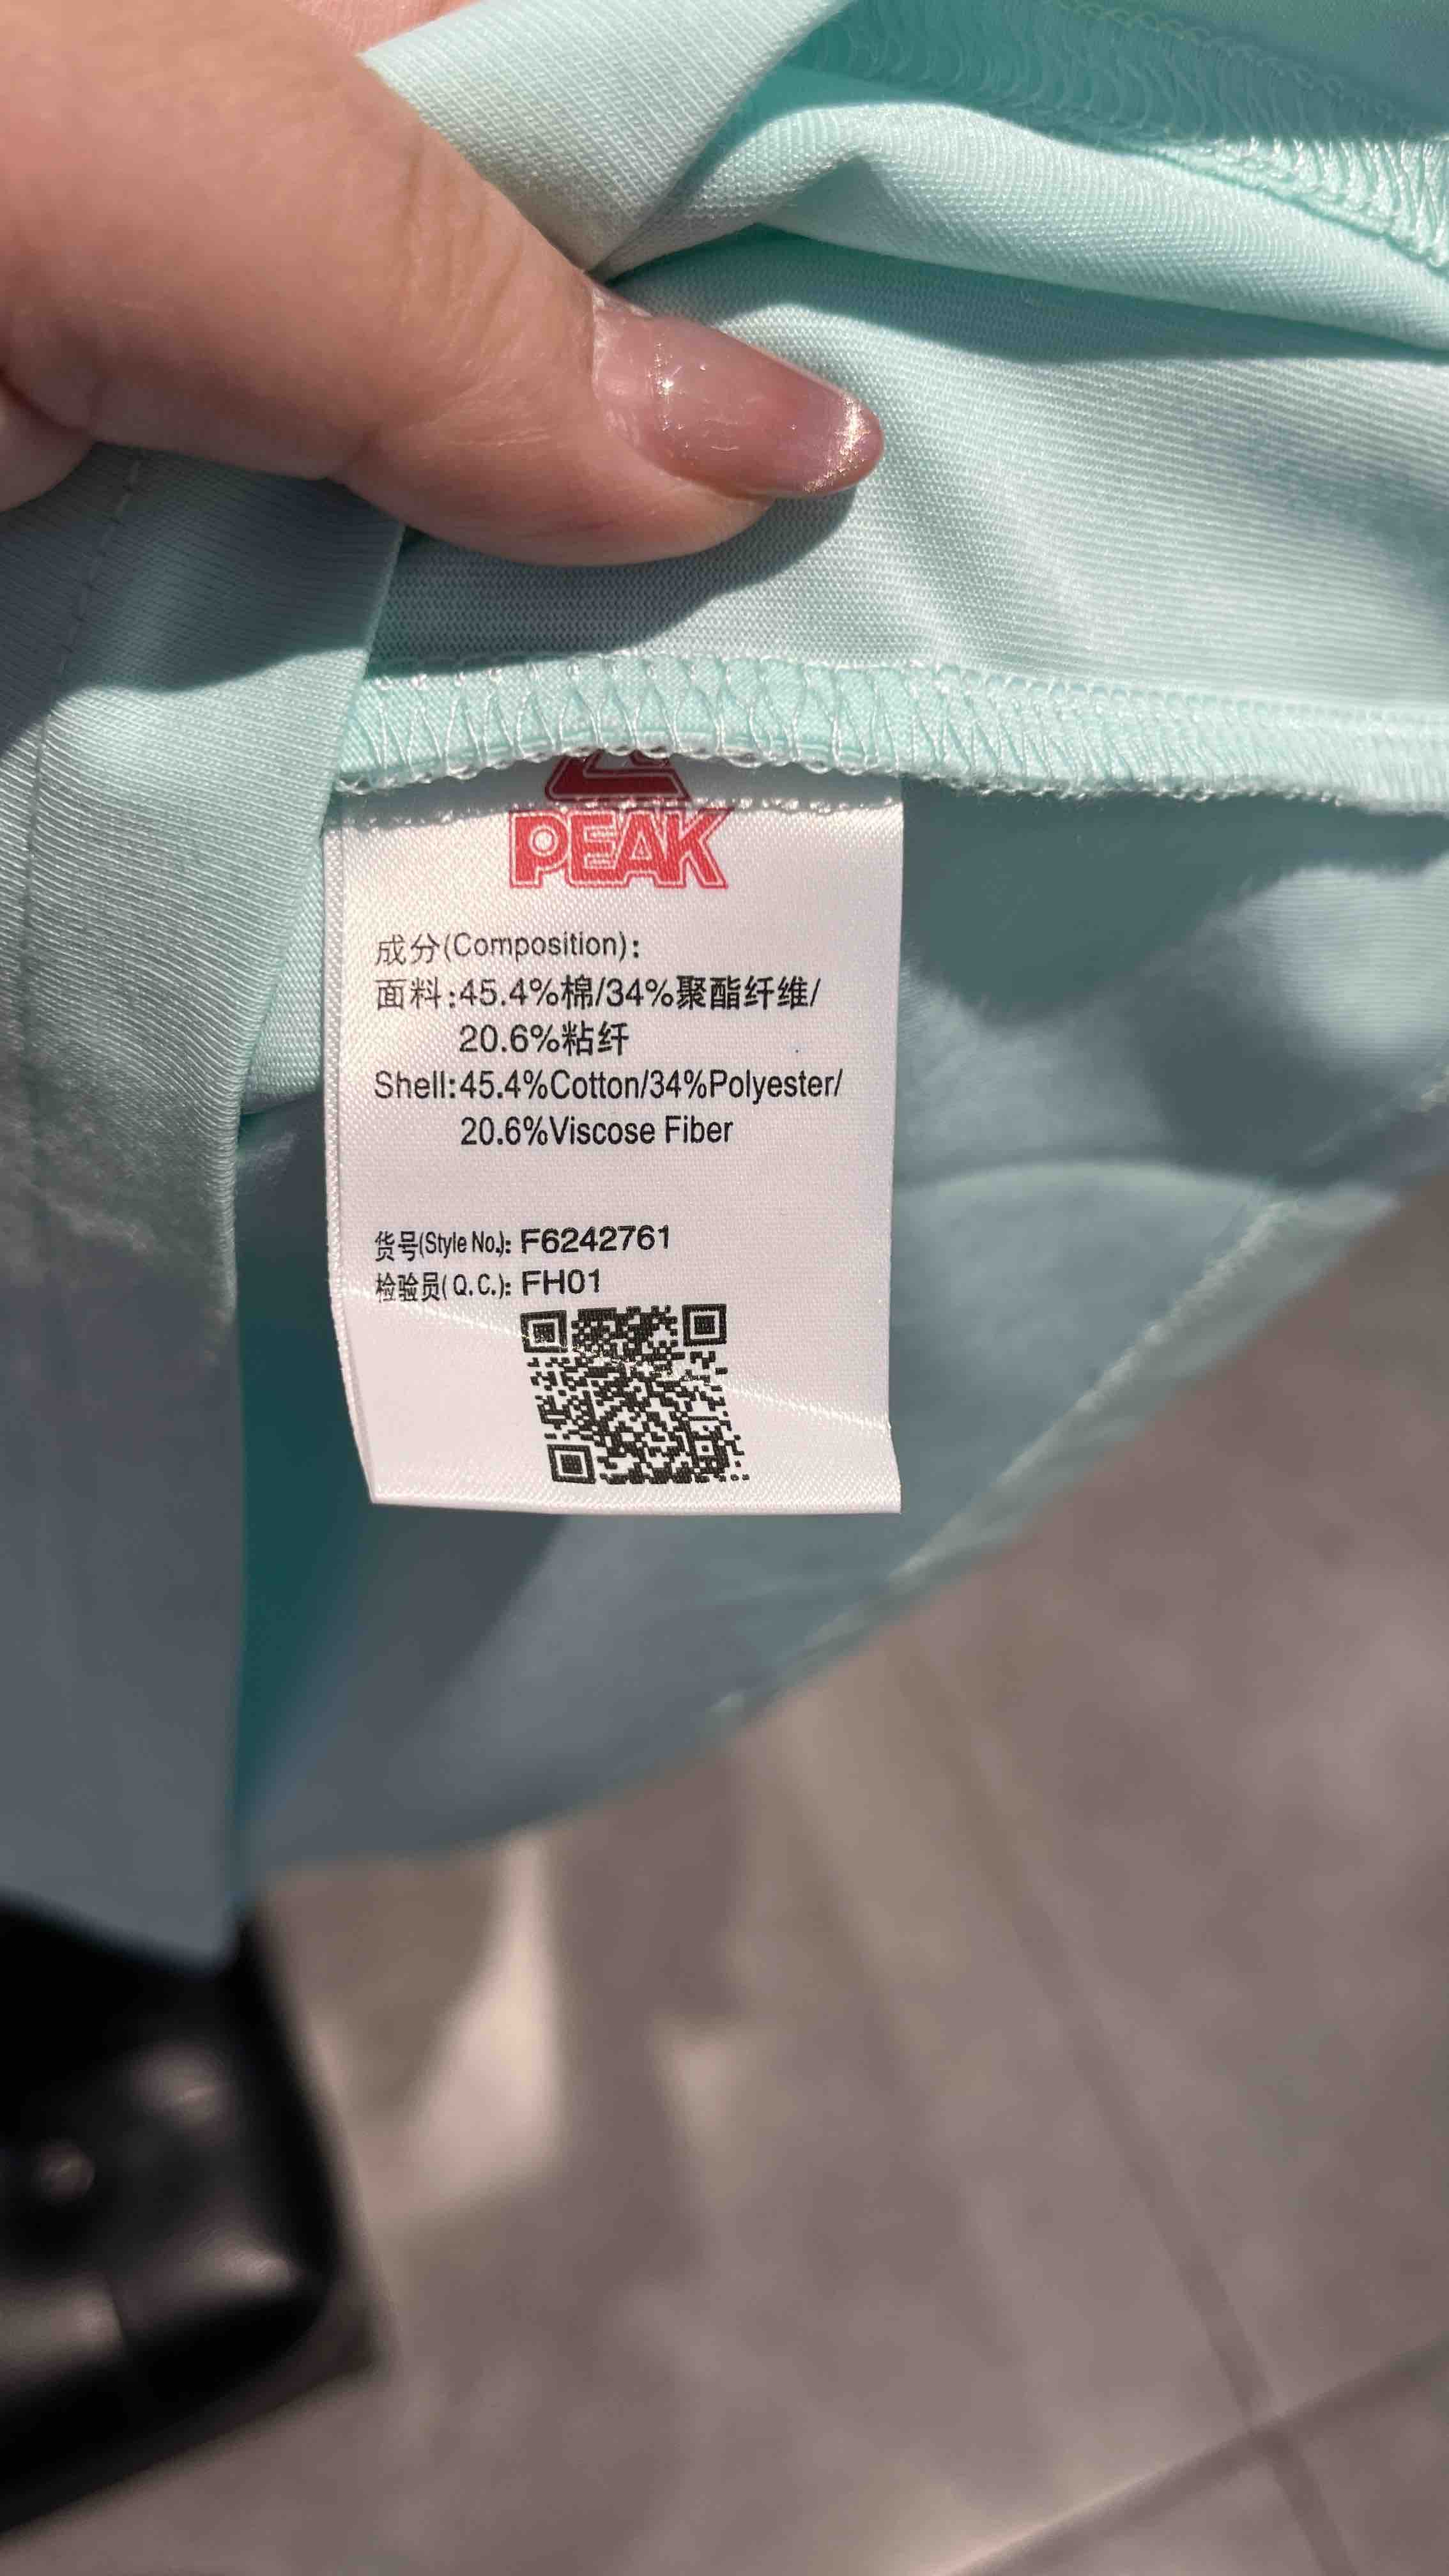 PEAK
成分(Composition):
面料:45.4%棉/34%聚酯纤维/
20.6%粘纤
Shell:45.4%Cotton/34%Polyester/
20.6%Viscose Fiber
货号(Style No.): F6242761
检验员(Q.C.): FH01